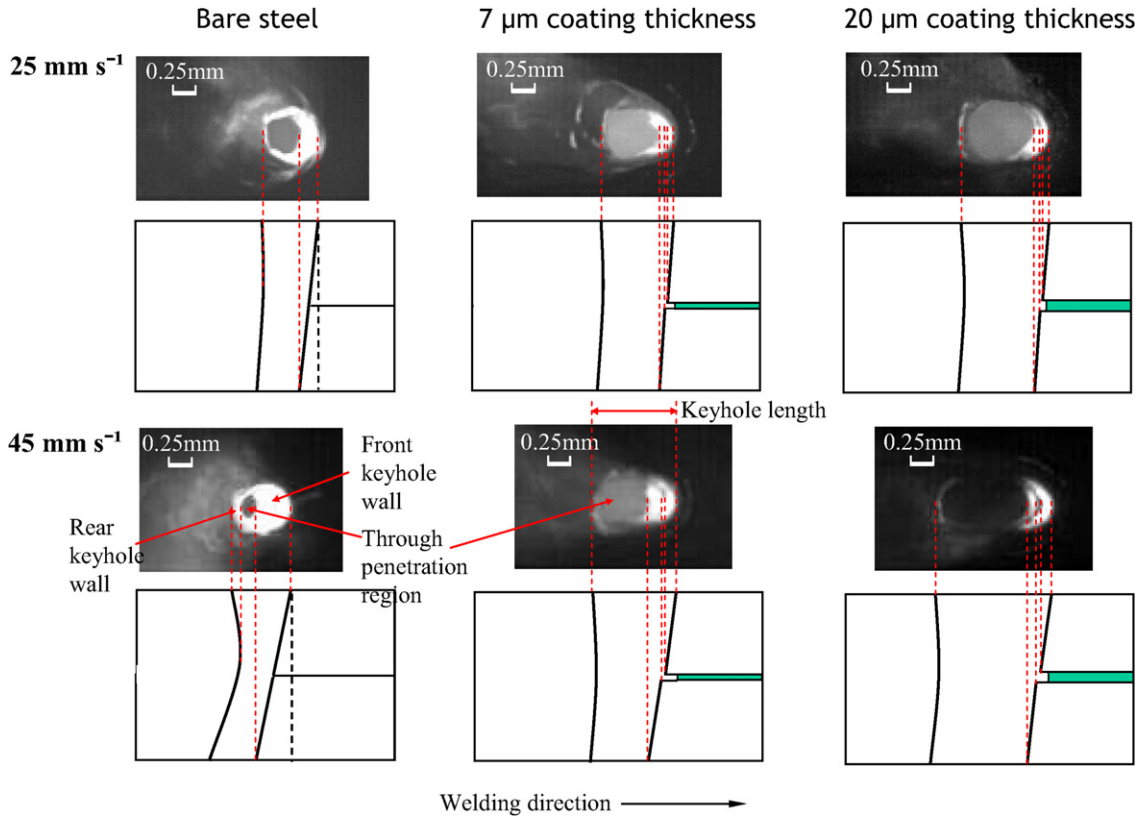 Bare steel
7 µm coating thickness
20 µm coating thickness
25 mm s⁻¹
0.25mm
0.25mm
0.25mm
Keyhole length
45 mm s⁻¹
0.25mm
0.25mm
0.25mm
Front
keyhole
wall
Rear
keyhole
wall
Through
penetration
region
Welding direction